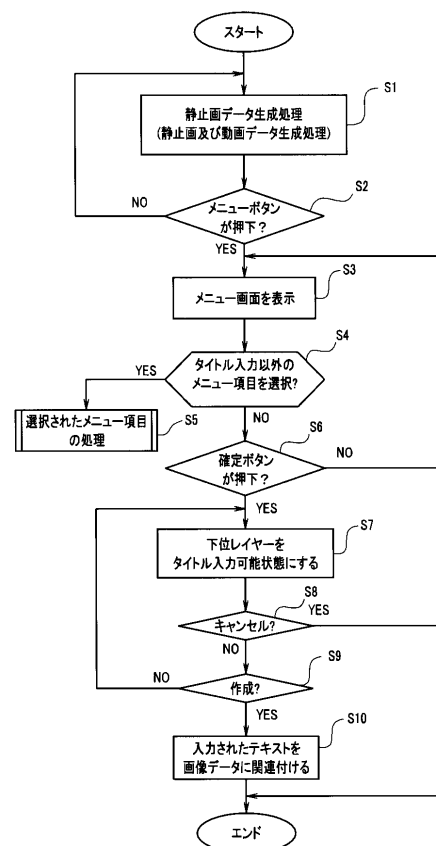 スタート
S1
静止画データ生成処理
(静止画及び動画データ生成処理)
S2
メニューボタン
が押下?
NO
YES
S3
メニュー画面を表示
S4
タイトル入力以外の
メニュー項目を選択?
YES
NO
S5
選択されたメニュー項目
の処理
S6
確定ボタン
が押下?
NO
YES
S7
下位レイヤーを
タイトル入力可能状態にする
S8
キャンセル?
YES
NO
S9
作成?
NO
YES
S10
入力されたテキストを
画像データに関連付ける
エンド